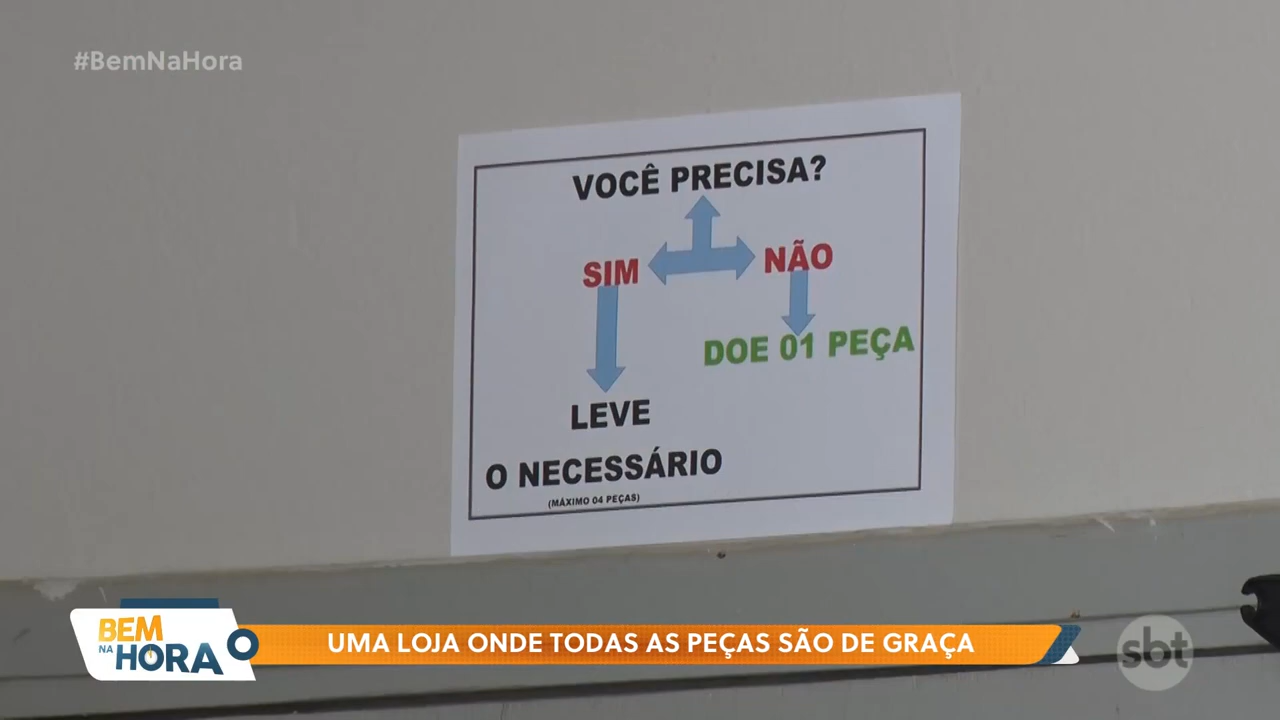 #BemNaHora
VOCÊ PRECISA?
SIM NÃO
DOE 01 PEÇA
LEVE
O NECESSÁRIO
(MÁXIMO 04 PEÇAS)
BEM
NA HORA
UMA LOJA ONDE TODAS AS PEÇAS SÃO DE GRAÇA
sbt